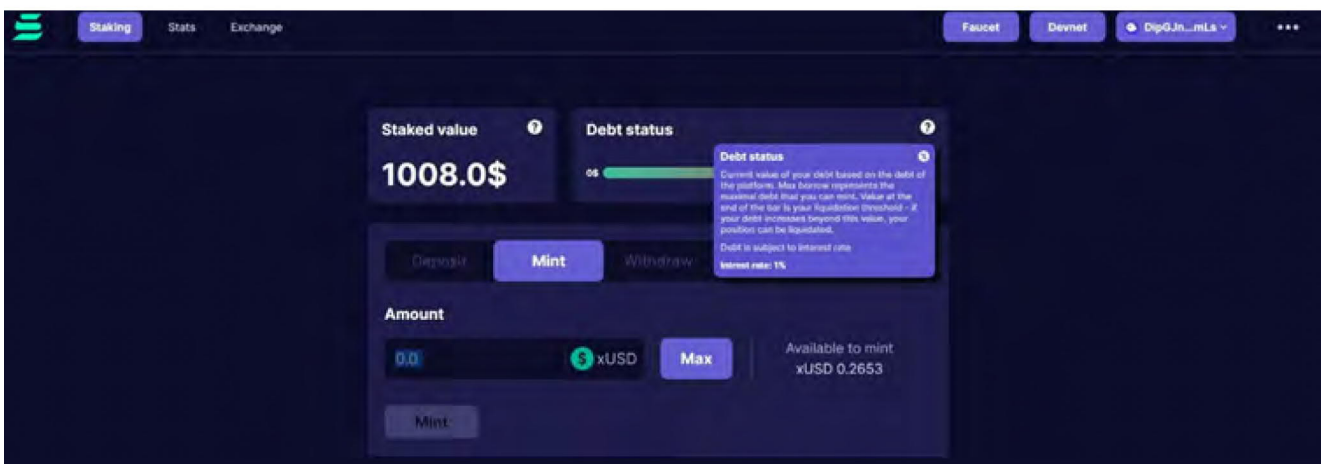 Staking Stats Exchange Faucet Devnet DipGJn...mLs
Staked value
Debt status
1008.0$
0$
Debt status
Current value of your debt based on the debt of
the platform. Max borrow represents the
maximal debt that you can mint. Value at the
end of the bar is your liquidation threshold - if
your debt increases beyond this value, your
position can be liquidated.
Debt is subject to interest rate
Intrest rate: 1%
Deposit Mint Withdraw
Amount
0.0 $ xUSD Max
Available to mint
xUSD 0.2653
Mint